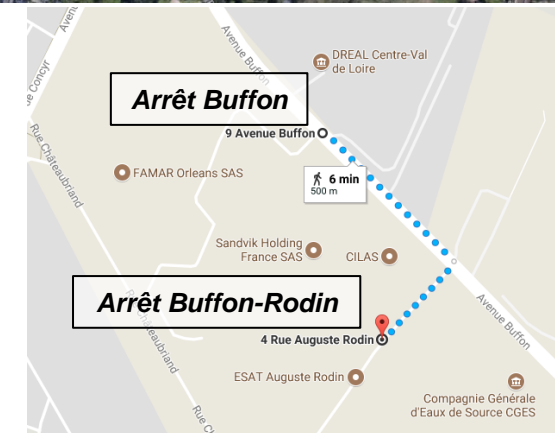 Avenue
DREAL Centre-Val
de Loire
Avenue Buffon
Arrêt Buffon
9 Avenue Buffon
Rue Châteaubriand
FAMAR Orleans SAS
6 min
500 m
Sandvik Holding
France SAS
CILAS
Arrêt Buffon-Rodin
4 Rue Auguste Rodin
Avenue Buffon
ESAT Auguste Rodin
Compagnie Générale
d'Eaux de Source CGES